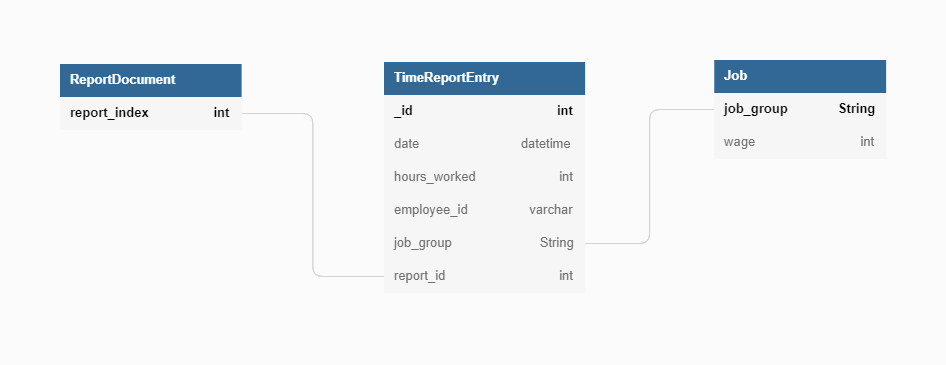 ReportDocument
report_index int
TimeReportEntry
_id int
date datetime
hours_worked int
employee_id varchar
job_group String
report_id int
Job
job_group String
wage int